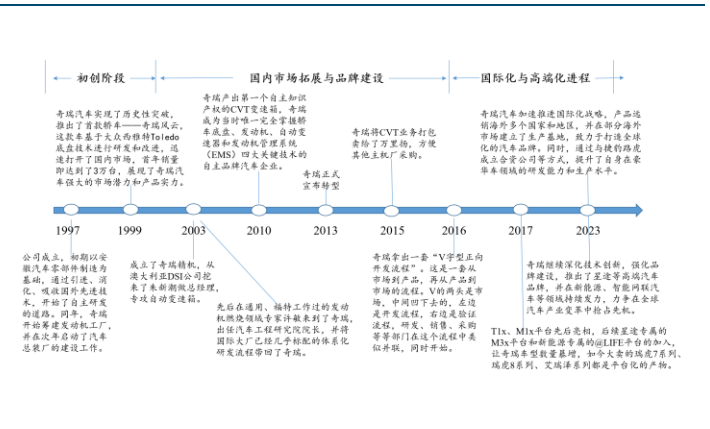 初创阶段
国内市场拓展与品牌建设
国际化与高端化进程
奇瑞汽车实现了历史性突破,
推出了首款轿车——奇瑞风云,
这款车基于大众西雅特Toledo
底盘技术进行研发和改进,迅
速打开了国内市场,首年销量
即达到了3万台,展现了奇瑞汽
车强大的市场潜力和产品实力。
奇瑞产出第一个自主知识
产权的CVT变速箱,奇瑞
成为当时唯一完全掌握轿
车底盘、发动机、自动变
速器和发动机管理系统
(EMS)四大关键技术的
自主品牌汽车企业。
奇瑞正式
宣布转型
奇瑞将CVT业务打包
卖给了万里扬,方便
其他主机厂采购。
奇瑞汽车加速推进国际化战略,产品远
销海外多个国家和地区,并在部分海外
市场建立了生产基地,致力于打造全球
化的汽车品牌。同时,通过与捷豹路虎
成立合资公司等方式,提升了自身在豪
华车领域的研发能力和生产水平。
1997
1999
2003
2010
2013
2015
2016
2017
2023
公司成立,初期以安
徽汽车零部件制造为
基础,通过引进、消
化、吸收国外先进技
术,开始了自主研发
的道路。同年,奇瑞
开始筹建发动机工厂,
并在次年启动了汽车
总装厂的建设工作。
成立了奇瑞精机,从
澳大利亚DSI公司挖
来了朱新潮做总经理,
专攻自动变速箱。
先后在通用、福特工作过的发动
机燃烧领域专家许敏来到了奇瑞,
出任汽车工程研究院院长,并将
国际大厂已经几乎标配的体系化
研发流程带回了奇瑞。
奇瑞拿出一套“V字型正向
开发流程”。这是一套从
市场到产品,再从产品到
市场的流程。V的两头是市
场,中间凹下去的,左边
是开发流程,右边是验证
流程,研发、销售、采购
等等部门在这个流程中类
似并联,同时开始。
奇瑞继续深化技术创新,强化品
牌建设,推出了星途等高端汽车
品牌,并在新能源、智能网联汽
车等领域持续发力,力争在全球
汽车产业变革中抢占先机。
T1x、M1x平台先后亮相,后续星途专属的
M3x平台和新能源专属的@LIFE平台的加入,
让奇瑞车型数量暴增,如今大卖的瑞虎7系列、
瑞虎8系列、艾瑞泽系列都是平台化的产物。